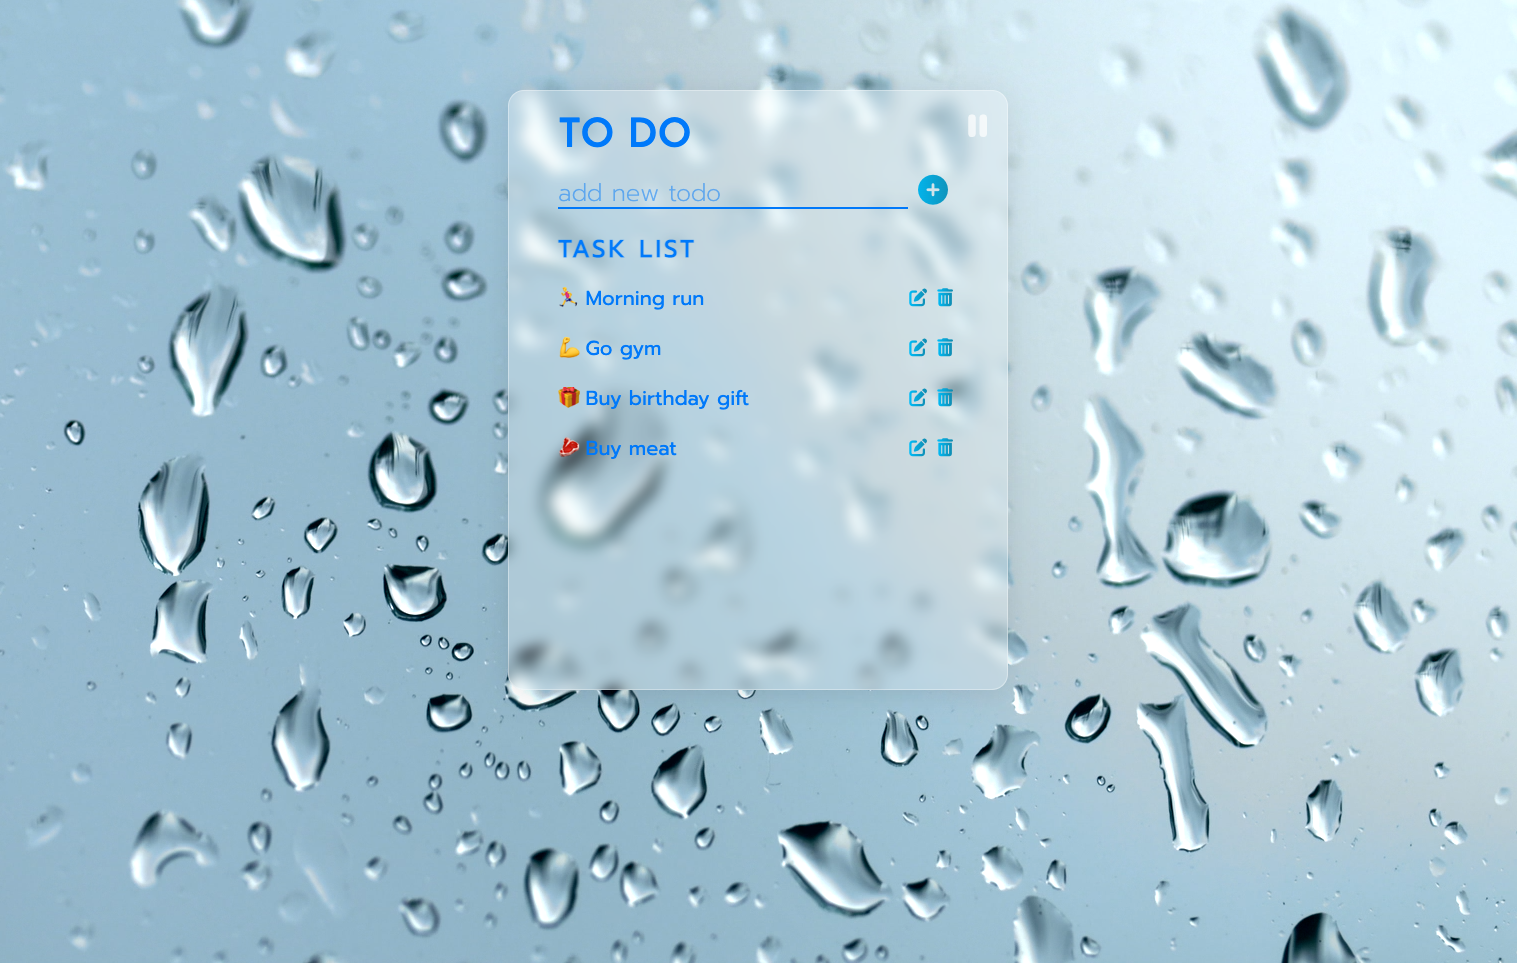 TO DO
add new todo
TASK LIST
🏃‍♀️ Morning run
💪 Go gym
🎁 Buy birthday gift
🥩 Buy meat